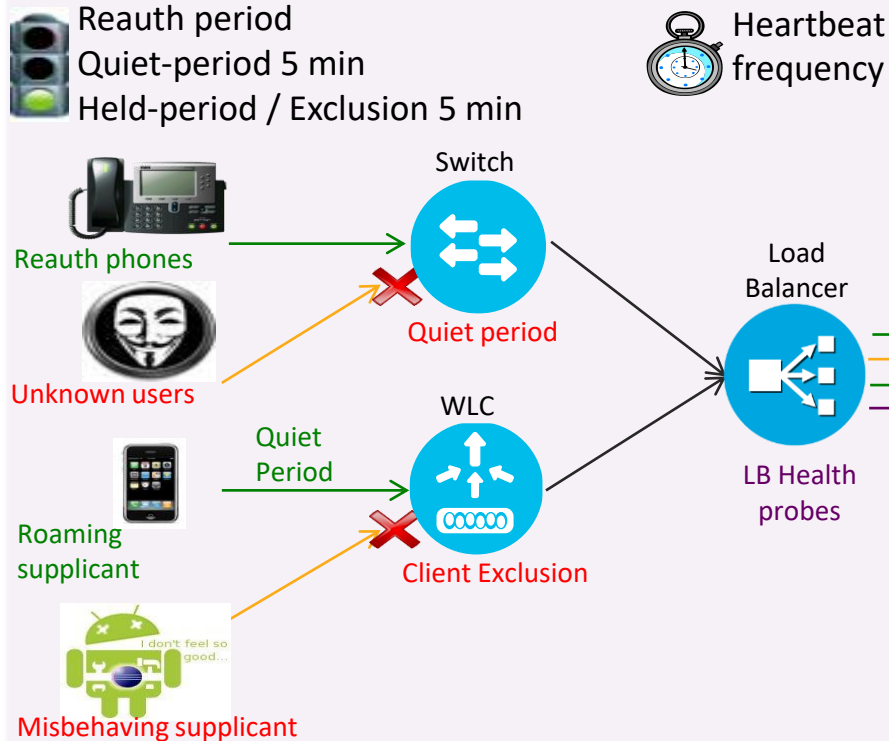 Reauth period
Quiet-period 5 min
Held-period / Exclusion 5 min
Heartbeat
frequency
Switch
Reauth phones
Quiet period
Unknown users
Load
Balancer
WLC
Quiet
Period
LB Health
probes
Roaming
supplicant
Client Exclusion
I don't feel so
good...
Misbehaving supplicant